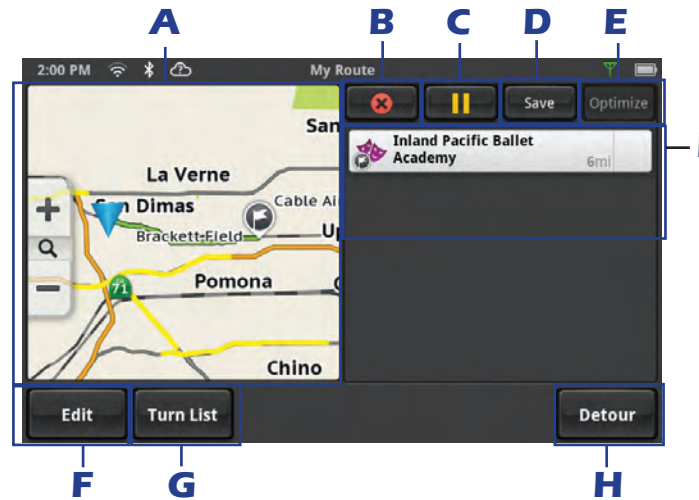 A B C D E
2:00 PM My Route
Save Optimize
San
Inland Pacific Ballet
Academy
6mi
La Verne
San Dimas
Cable Ai
Brackett Field
Up
71
Pomona
Chino
Edit Turn List Detour
F G H